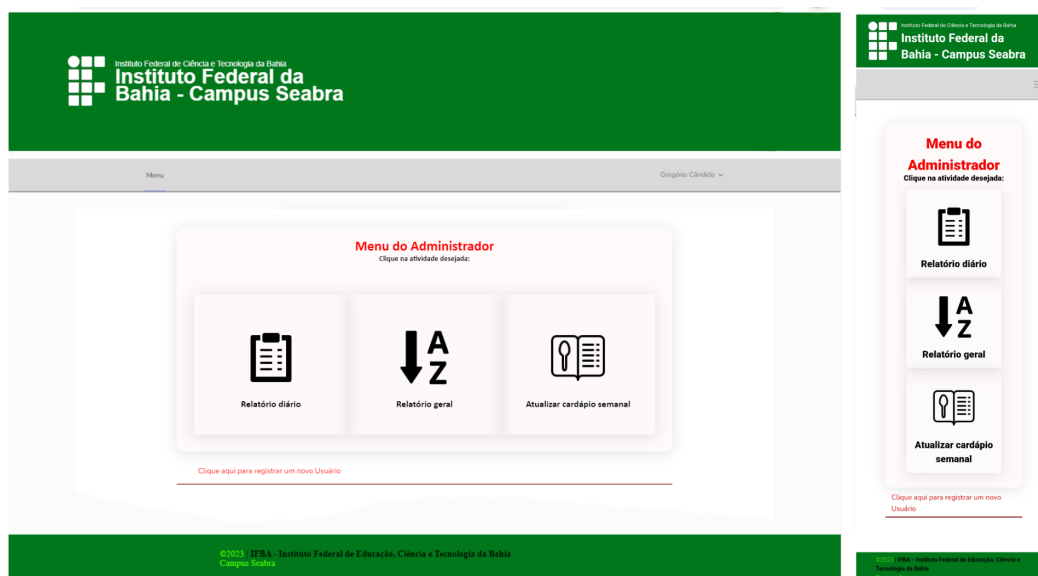 Instituto Federal de Ciência e Tecnologia da Bahia
Instituto Federal da
Bahia - Campus Seabra
Menu
Gregório Cândido
Menu do Administrador
Clique na atividade desejada:
A
Z
Relatório diário
Relatório geral
Atualizar cardápio semanal
Clique aqui para registrar um novo Usuário
©2023 | IFBA - Instituto Federal de Educação, Ciência e Tecnologia da Bahia
Campus Seabra
Instituto Federal de Ciência e Tecnologia da Bahia
Instituto Federal da
Bahia - Campus Seabra
Menu do
Administrador
Clique na atividade desejada:
Relatório diário
A
Z
Relatório geral
Atualizar cardápio
semanal
Clique aqui para registrar um novo
Usuário
©2023 | IFBA - Instituto Federal de Educação, Ciência e
Tecnologia da Bahia